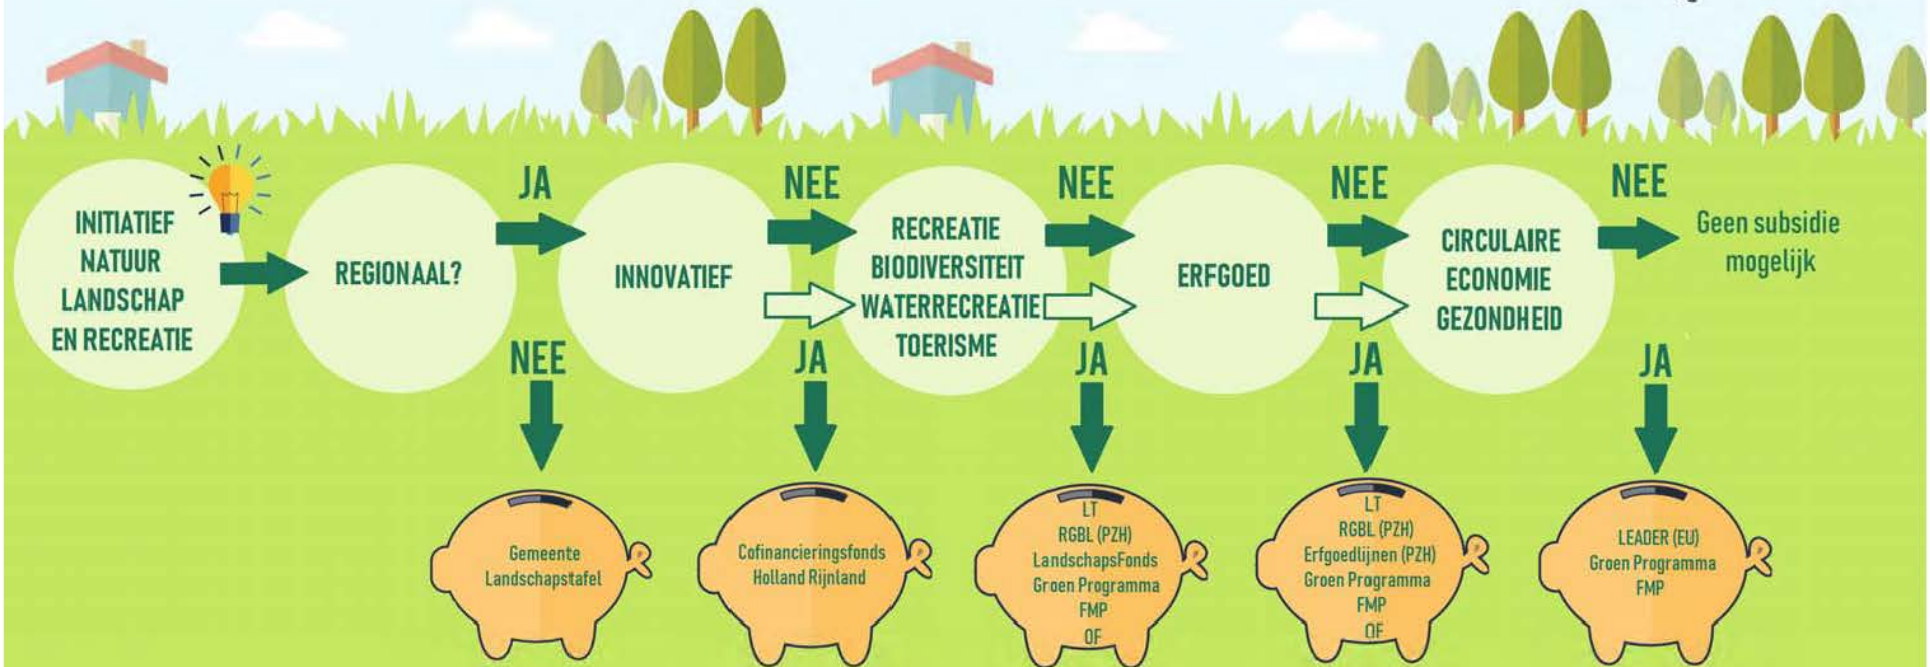 INITIATIEF
NATUUR
LANDSCHAP
EN RECREATIE
REGIONAAL?
JA
NEE
Gemeente
Landschapstafel
INNOVATIEF
NEE
JA
Cofinancieringsfonds
Holland Rijnland
RECREATIE
BIODIVERSITEIT
WATERRECREATIE
TOERISME
NEE
JA
LT
RGBL (PZH)
LandschapsFonds
Groen Programma
FMP
OF
ERFGOED
NEE
JA
LT
RGBL (PZH)
Erfgoedlijnen (PZH)
Groen Programma
FMP
OF
CIRCULAIRE
ECONOMIE
GEZONDHEID
NEE
Geen subsidie
mogelijk
JA
LEADER (EU)
Groen Programma
FMP